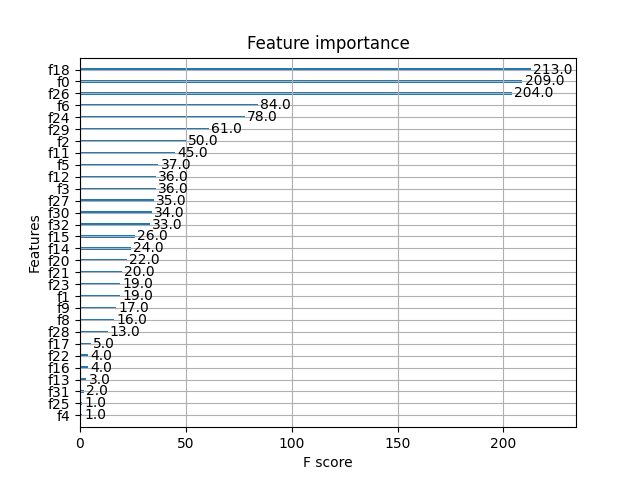 Feature importance
f18 213.0
f0 209.0
f26 204.0
f6 84.0
f24 78.0
f29 61.0
f2 50.0
f11 45.0
f5 37.0
f12 36.0
f3 36.0
f27 35.0
f30 34.0
f32 33.0
f15 26.0
f14 24.0
f20 22.0
f21 20.0
f23 19.0
f1 19.0
f9 17.0
f8 16.0
f28 13.0
f17 5.0
f22 4.0
f16 4.0
f13 3.0
f31 2.0
f25 1.0
f4 1.0
Features
0 50 100 150 200
F score